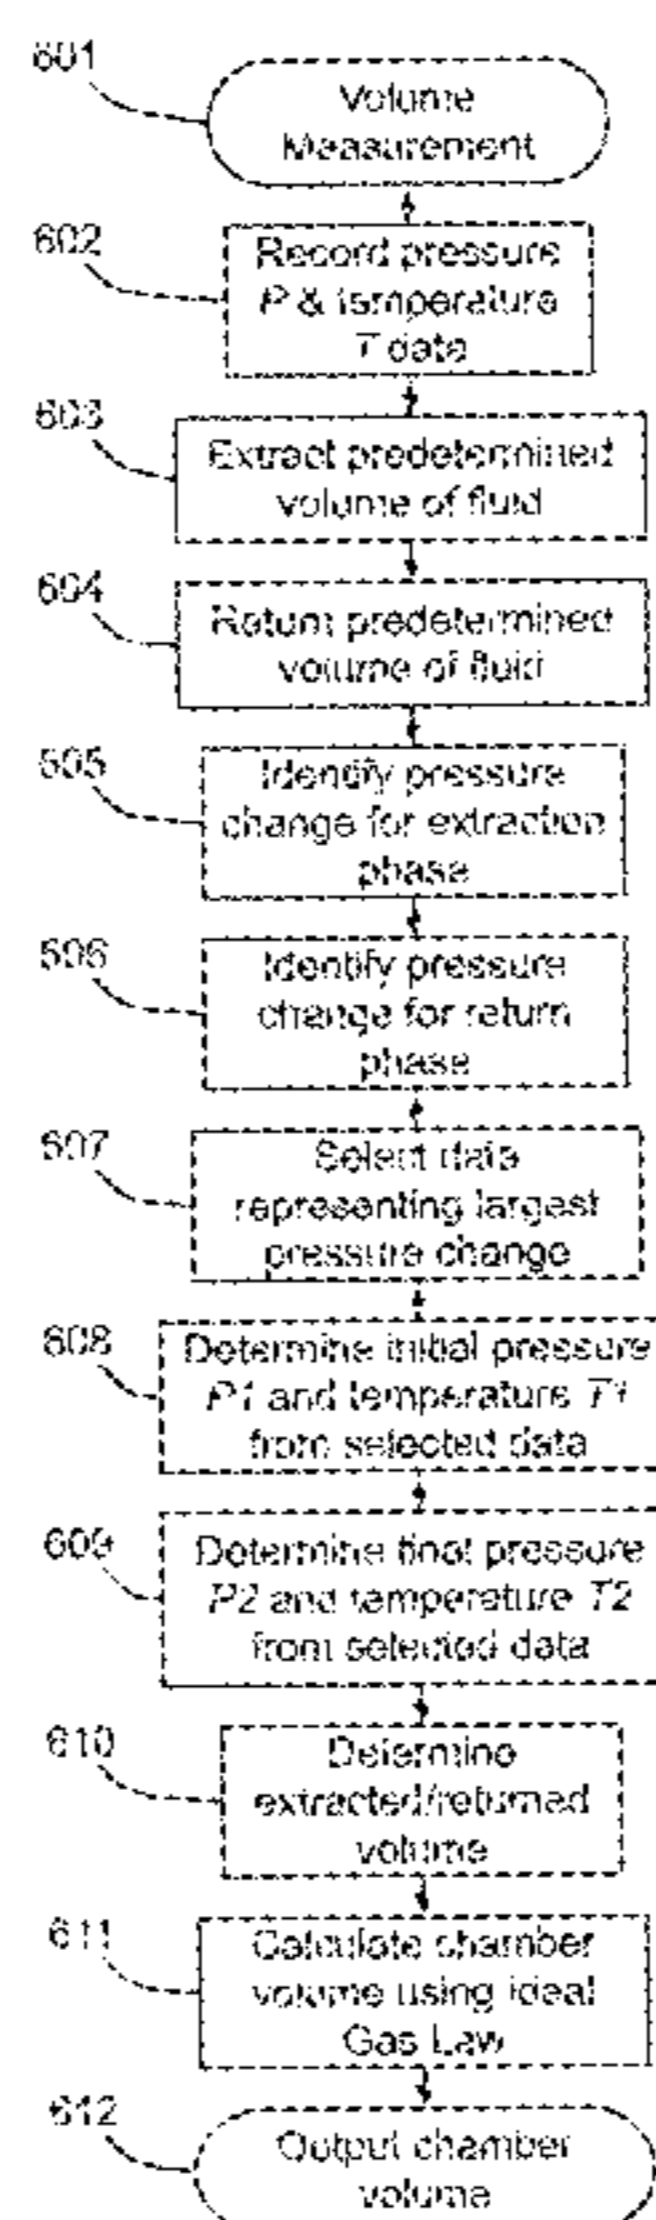 601
Volume
Measurement
602
Record pressure
P & temperature
T data
603
Extract predetermined
volume of fluid
604
Return predetermined
volume of fluid
605
Identify pressure
change for extraction
phase
606
Identify pressure
change for return
phase
607
Select data
representing largest
pressure change
608
Determine initial pressure
P1 and temperature T1
from selected data
609
Determine final pressure
P2 and temperature T2
from selected data
610
Determine
extracted/returned
volume
611
Calculate chamber
volume using ideal
Gas Law
612
Output chamber
volume